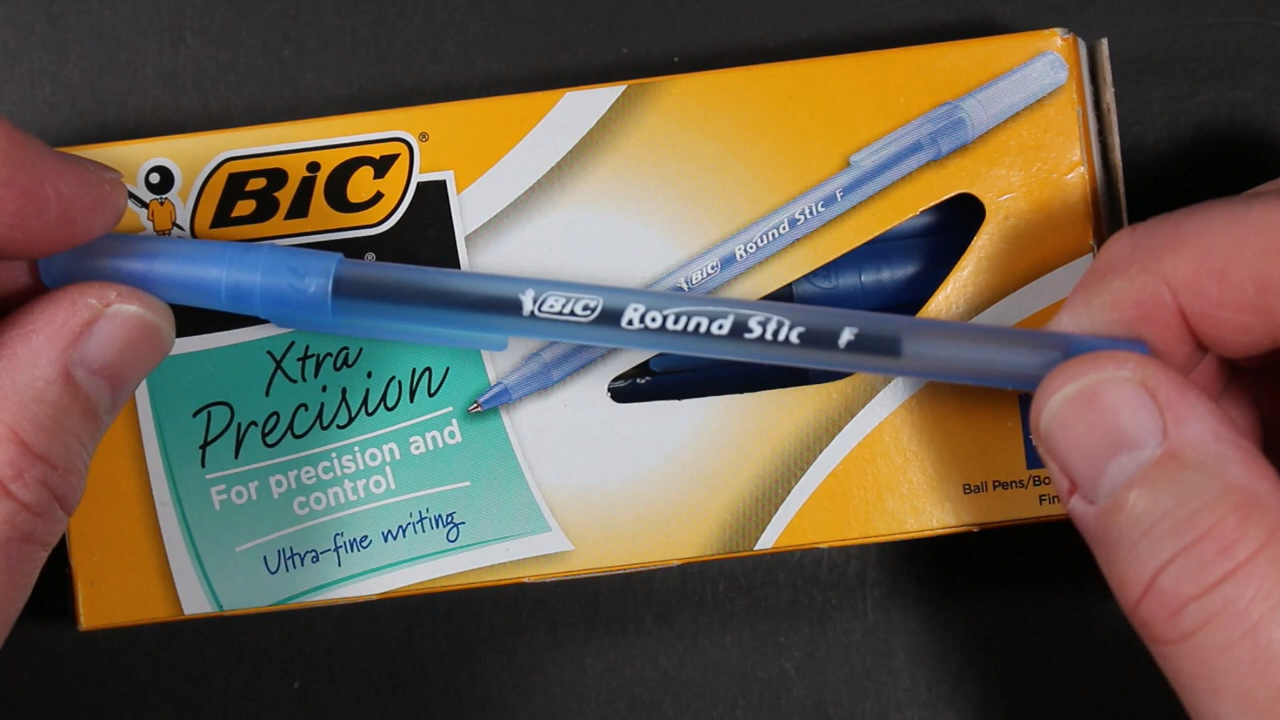 BiC®
®
Xtra
Precision
For precision and
control
Ultra-fine writing
BiC Round Stic F
BiC Round Stic F
Ball Pens/Bo
Fin